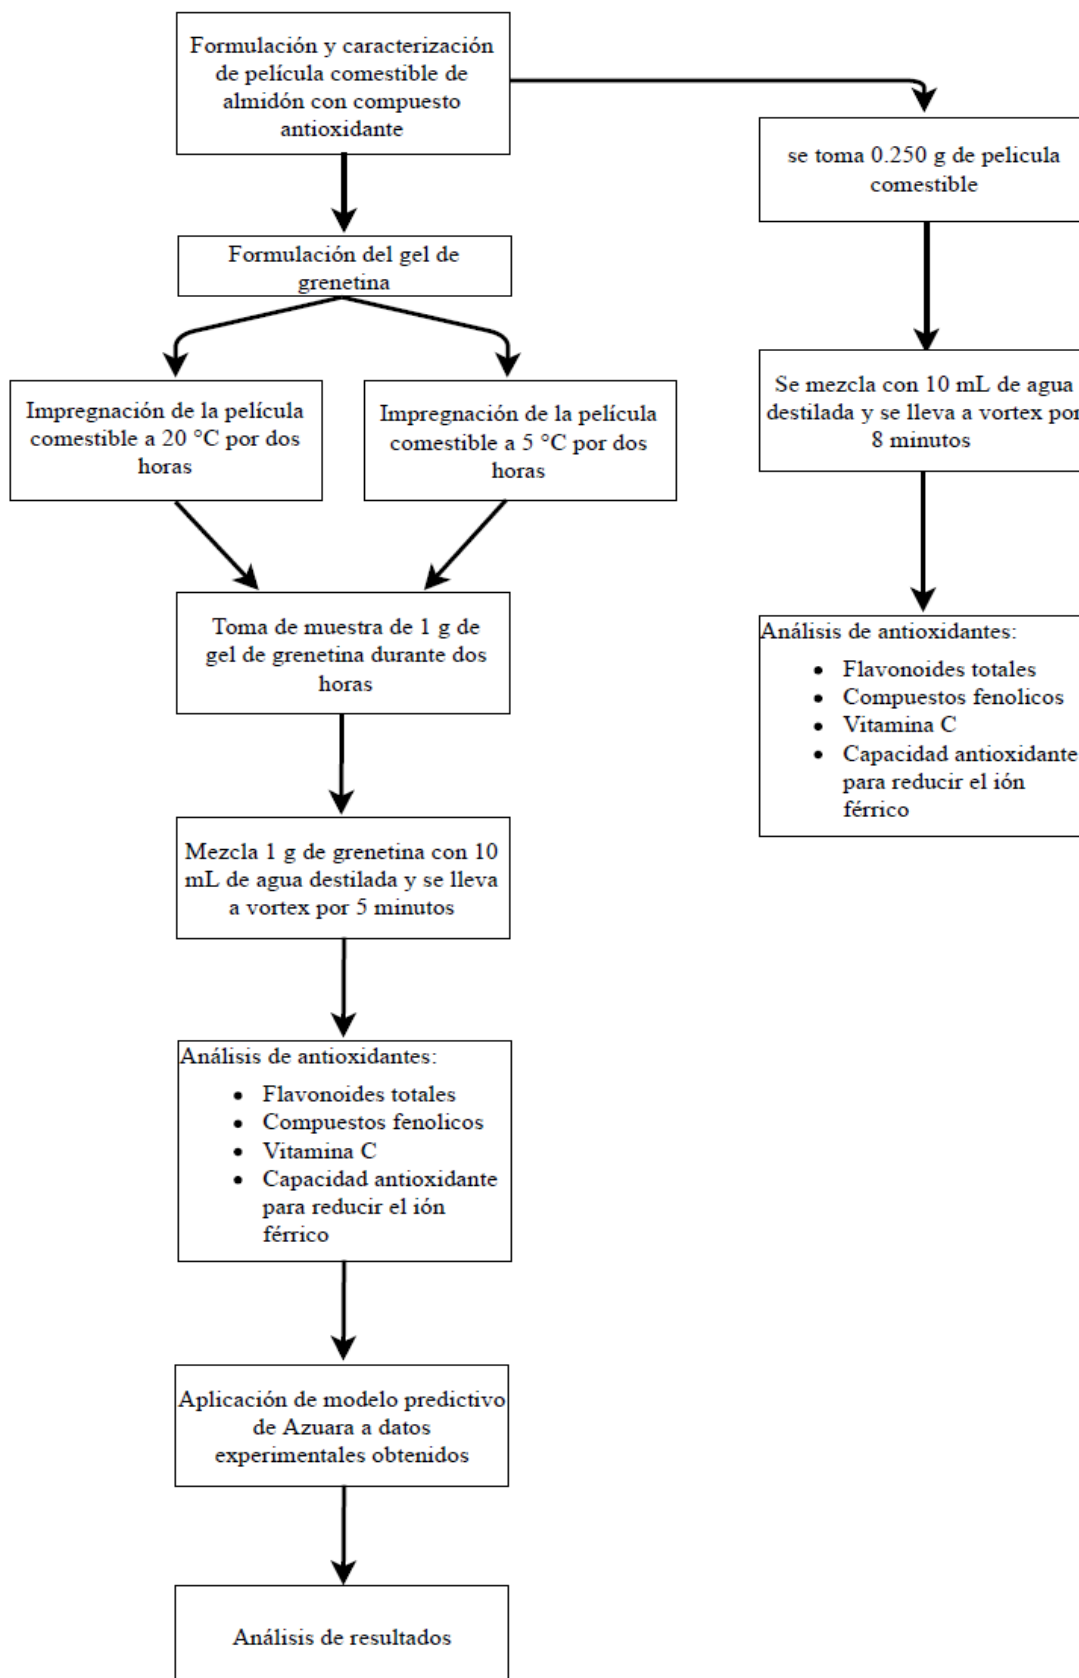 Formulación y caracterización
de película comestible de
almidón con compuesto
antioxidante
se toma 0.250 g de pelicula
comestible
Formulación del gel de
grenetina
Impregnación de la película
comestible a 20 °C por dos
horas
Impregnación de la película
comestible a 5 °C por dos
horas
Se mezcla con 10 mL de agua
destilada y se lleva a vortex por
8 minutos
Toma de muestra de 1 g de
gel de grenetina durante dos
horas
Análisis de antioxidantes:
• Flavonoides totales
• Compuestos fenolicos
• Vitamina C
• Capacidad antioxidante
para reducir el ión
férrico
Mezcla 1 g de grenetina con 10
mL de agua destilada y se lleva
a vortex por 5 minutos
Análisis de antioxidantes:
• Flavonoides totales
• Compuestos fenolicos
• Vitamina C
• Capacidad antioxidante
para reducir el ión
férrico
Aplicación de modelo predictivo
de Azuara a datos
experimentales obtenidos
Análisis de resultados